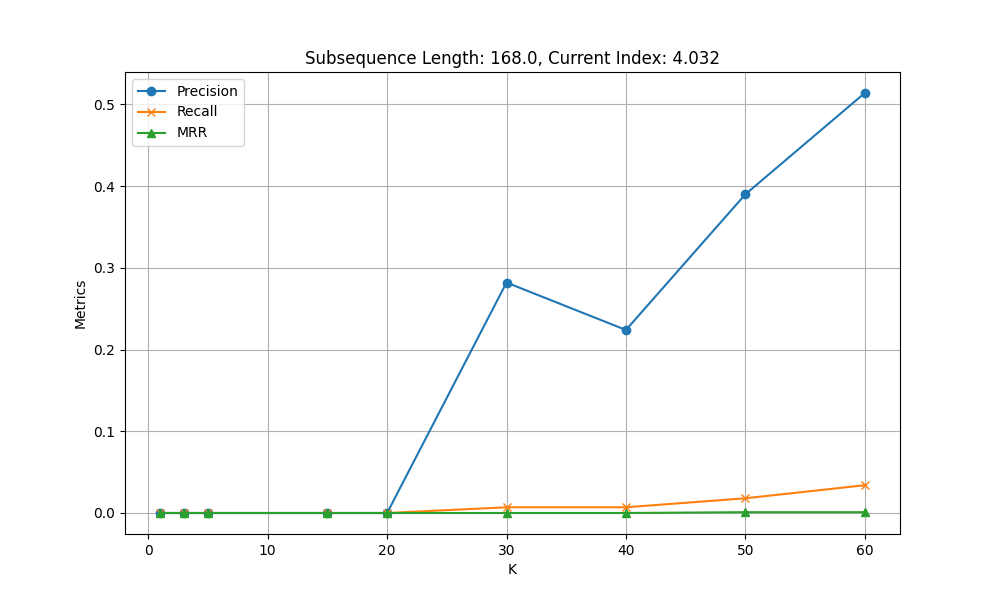 Subsequence Length: 168.0, Current Index: 4.032
Precision
Recall
MRR
0.5
0.4
0.3
0.2
0.1
0.0
Metrics
0 10 20 30 40 50 60
K